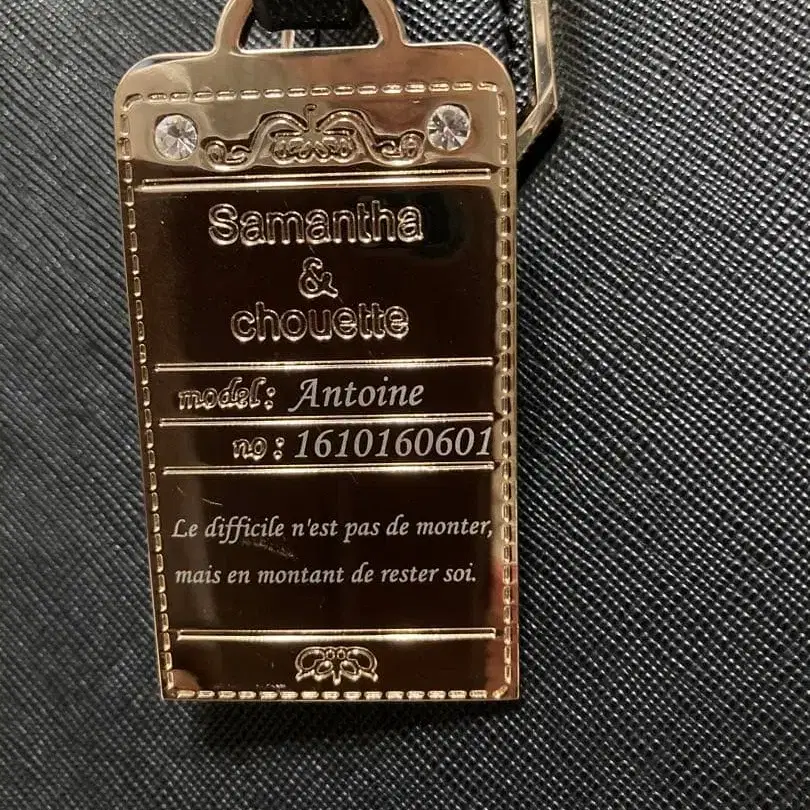 Samantha
&
chouette
model: Antoine
no: 1610160601
Le difficile n'est pas de monter,
mais en montant de rester soi.